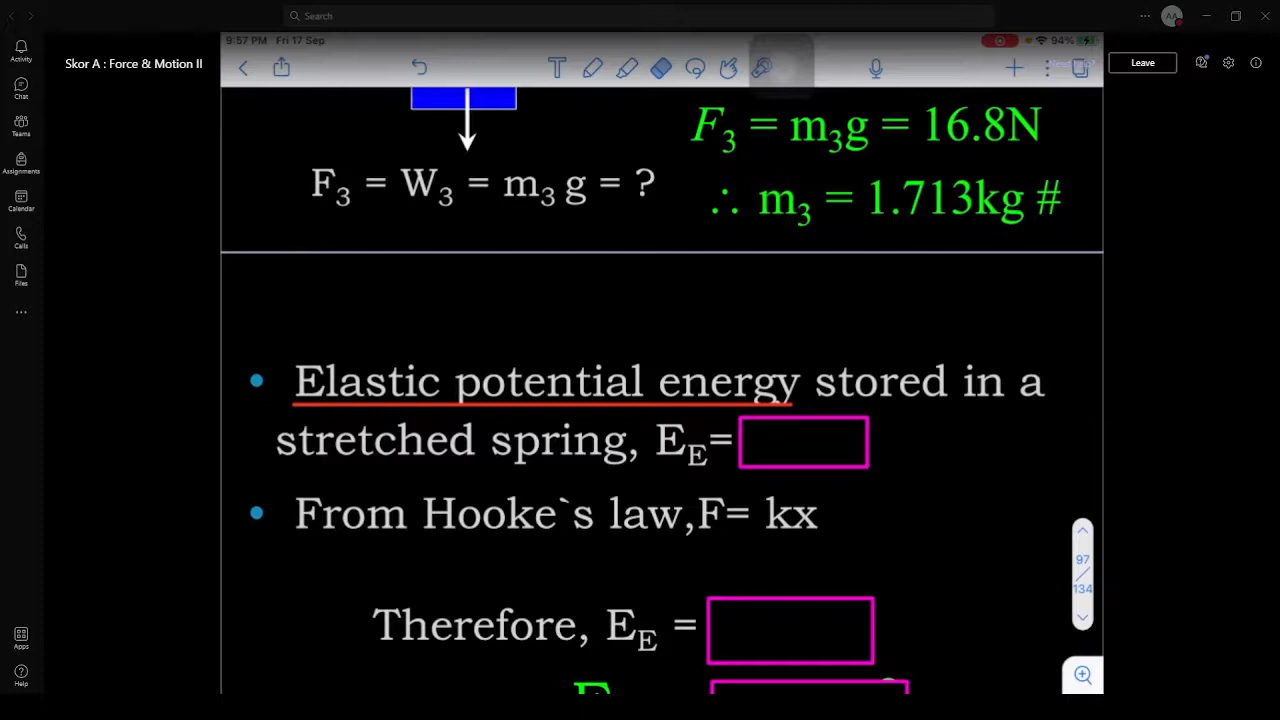 Search
9:57 PM Fri 17 Sep
94%
Skor A : Force & Motion II
Leave
AA
Activity
Chat
Teams
Assignments
Calendar
Calls
Files
Apps
Help
F3 = m3g = 16.8N
F3 = W3 = m3 g = ?
∴ m3 = 1.713kg #
• Elastic potential energy stored in a
stretched spring, EE=
• From Hooke`s law,F= kx
Therefore, EE =
97
134